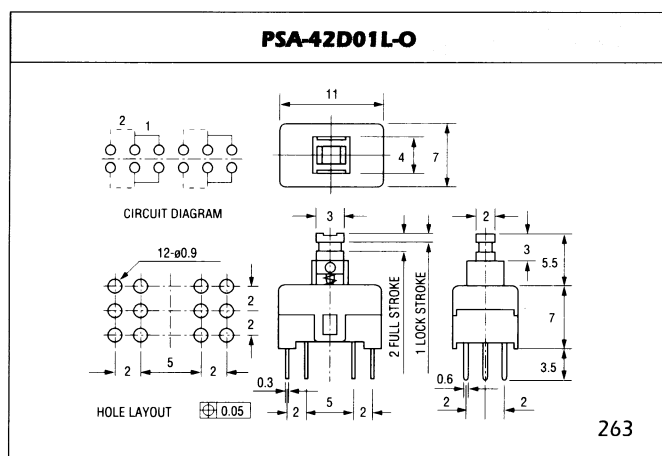 PSA-42D01L-O
11
2 1
4
7
CIRCUIT DIAGRAM
3
2
12-ø0.9
3
5.5
2
2
2 FULL STROKE
1 LOCK STROKE
7
2 5 2
0.3
0.6
3.5
2 5 2
2 2
HOLE LAYOUT ⌖ 0.05
263